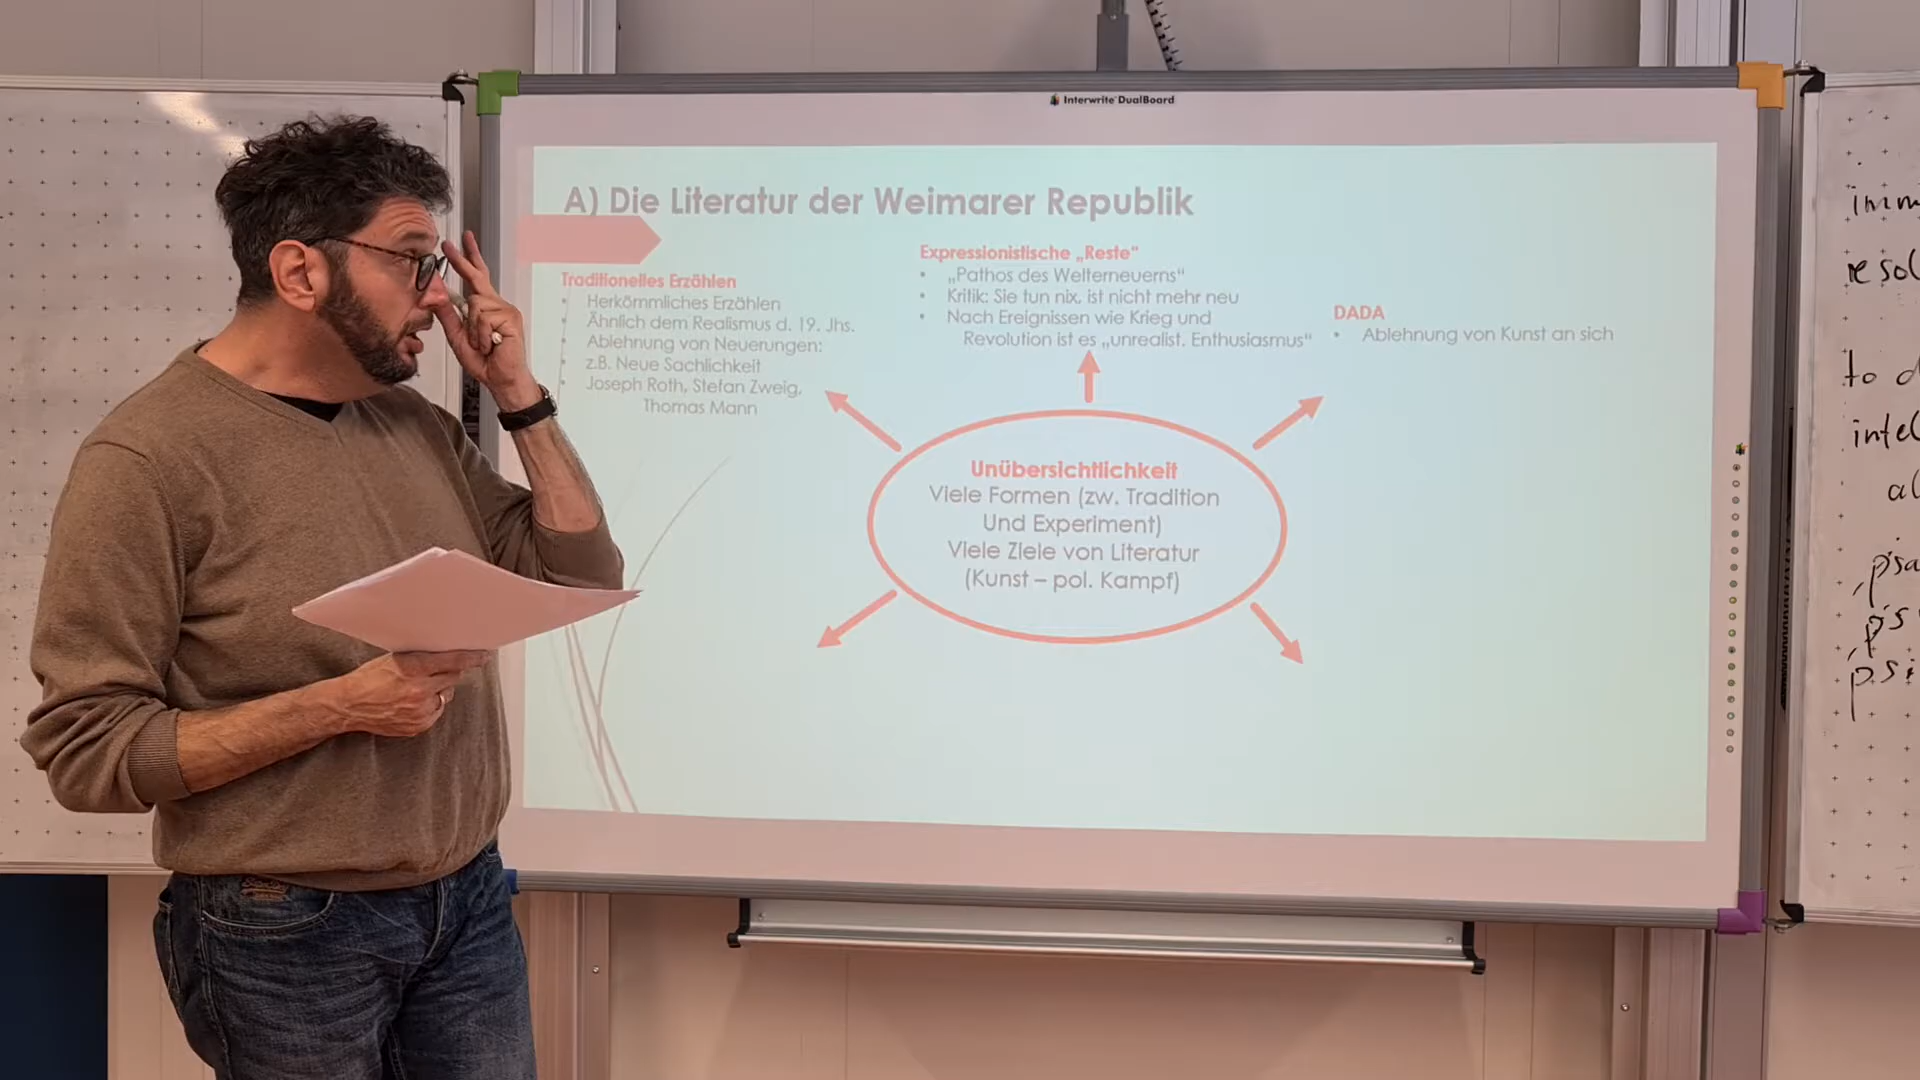 Interwrite DualBoard
A) Die Literatur der Weimarer Republik
Traditionelles Erzählen
• Herkömmliches Erzählen
• Ähnlich dem Realismus d. 19. Jhs.
• Ablehnung von Neuerungen:
• z.B. Neue Sachlichkeit
• Joseph Roth, Stefan Zweig,
Thomas Mann
Expressionistische „Reste“
• „Pathos des Welterneuerns“
• Kritik: Sie tun nix, ist nicht mehr neu
• Nach Ereignissen wie Krieg und
Revolution ist es „unrealist. Enthusiasmus“
DADA
• Ablehnung von Kunst an sich
Unübersichtlichkeit
Viele Formen (zw. Tradition
Und Experiment)
Viele Ziele von Literatur
(Kunst – pol. Kampf)
to